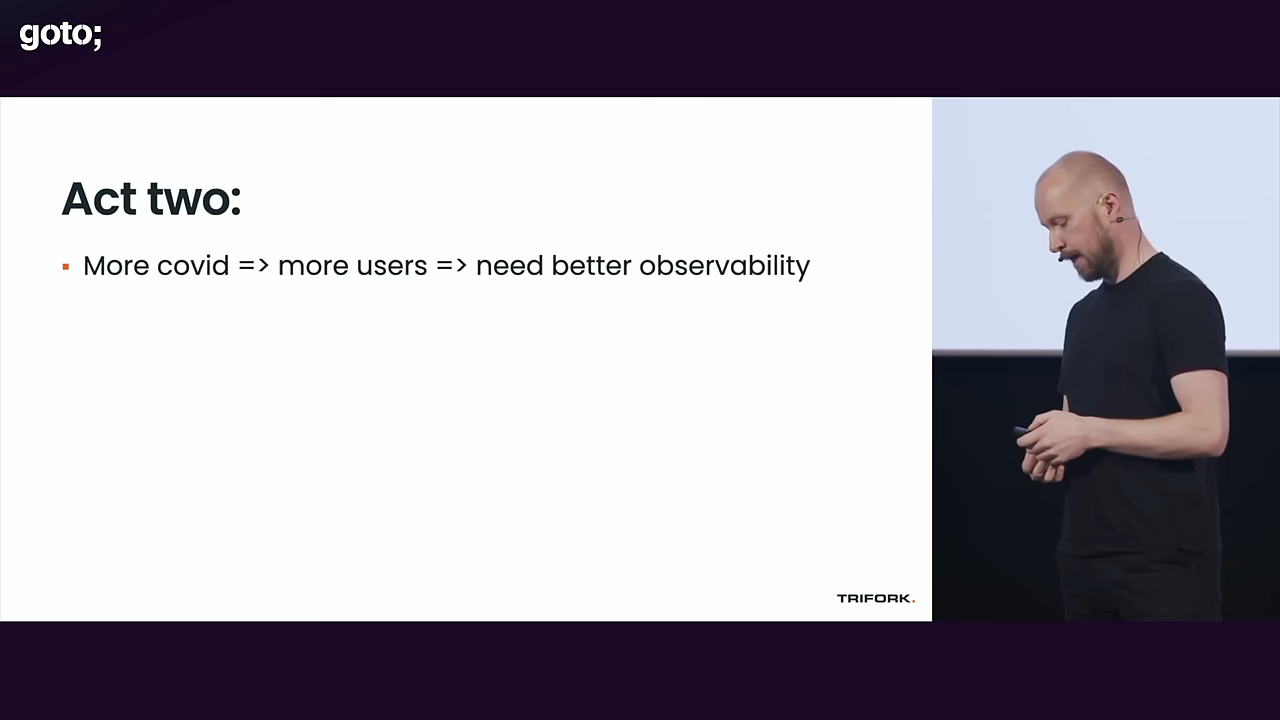 goto;
Act two:
▪ More covid => more users => need better observability
TRIFORK.